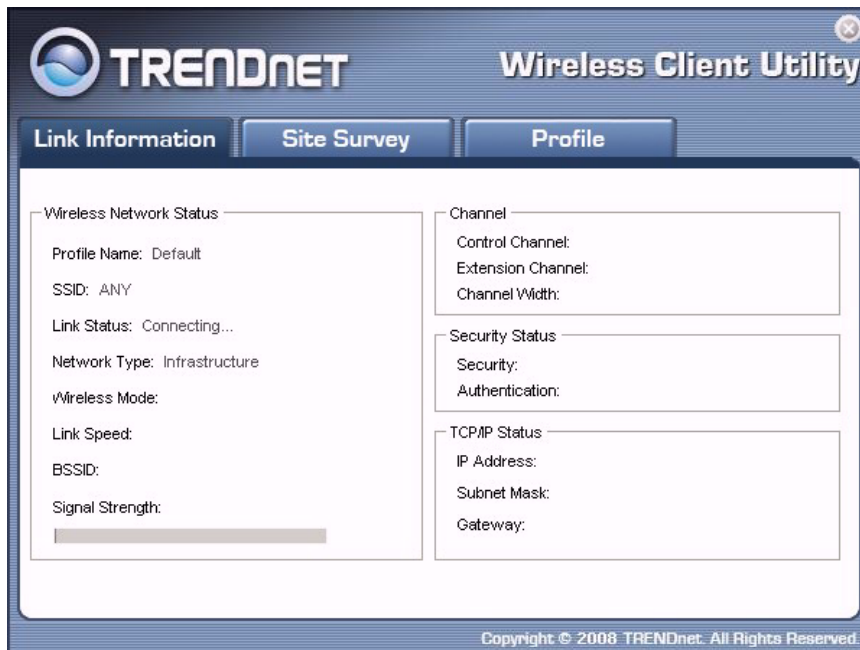 TRENDNET
Wireless Client Utility
Link Information
Site Survey
Profile
Wireless Network Status
Profile Name: Default
SSID: ANY
Link Status: Connecting...
Network Type: Infrastructure
Wireless Mode:
Link Speed:
BSSID:
Signal Strength:
Channel
Control Channel:
Extension Channel:
Channel Width:
Security Status
Security:
Authentication:
TCP/IP Status
IP Address:
Subnet Mask:
Gateway:
Copyright © 2008 TRENDnet. All Rights Reserved.